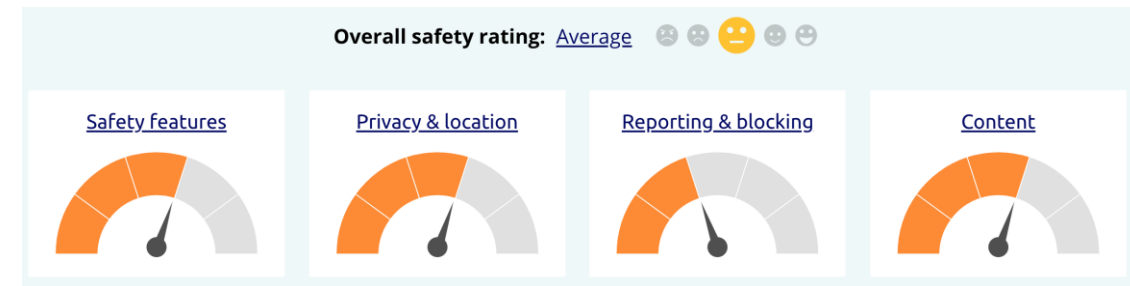 Overall safety rating: Average
Safety features
Privacy & location
Reporting & blocking
Content